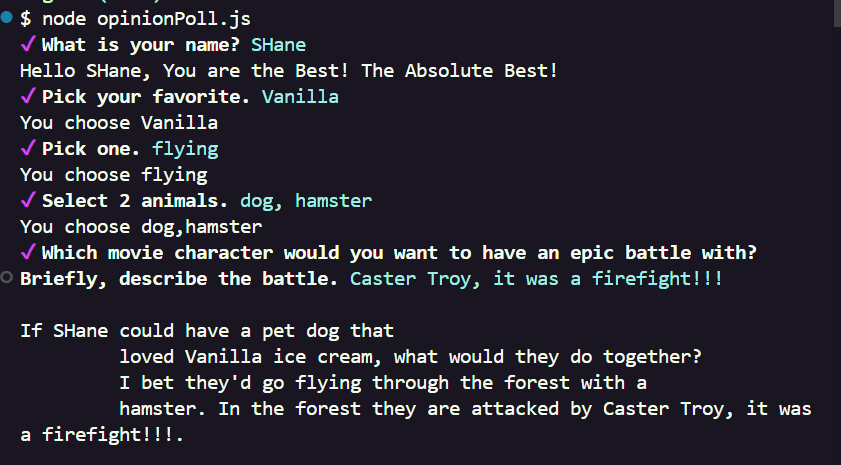 $ node opinionPoll.js
✓ What is your name? SHane
Hello SHane, You are the Best! The Absolute Best!
✓ Pick your favorite. Vanilla
You choose Vanilla
✓ Pick one. flying
You choose flying
✓ Select 2 animals. dog, hamster
You choose dog,hamster
✓ Which movie character would you want to have an epic battle with?
Briefly, describe the battle. Caster Troy, it was a firefight!!!
If SHane could have a pet dog that
loved Vanilla ice cream, what would they do together?
I bet they'd go flying through the forest with a
hamster. In the forest they are attacked by Caster Troy, it was
a firefight!!!.